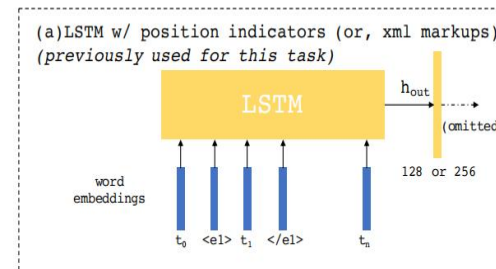 (a)LSTM w/ position indicators (or, xml markups)
(previously used for this task)
LSTM
h_out
(omitted
128 or 256
word
embeddings
t_0 <e1> t_1 </e1> t_n